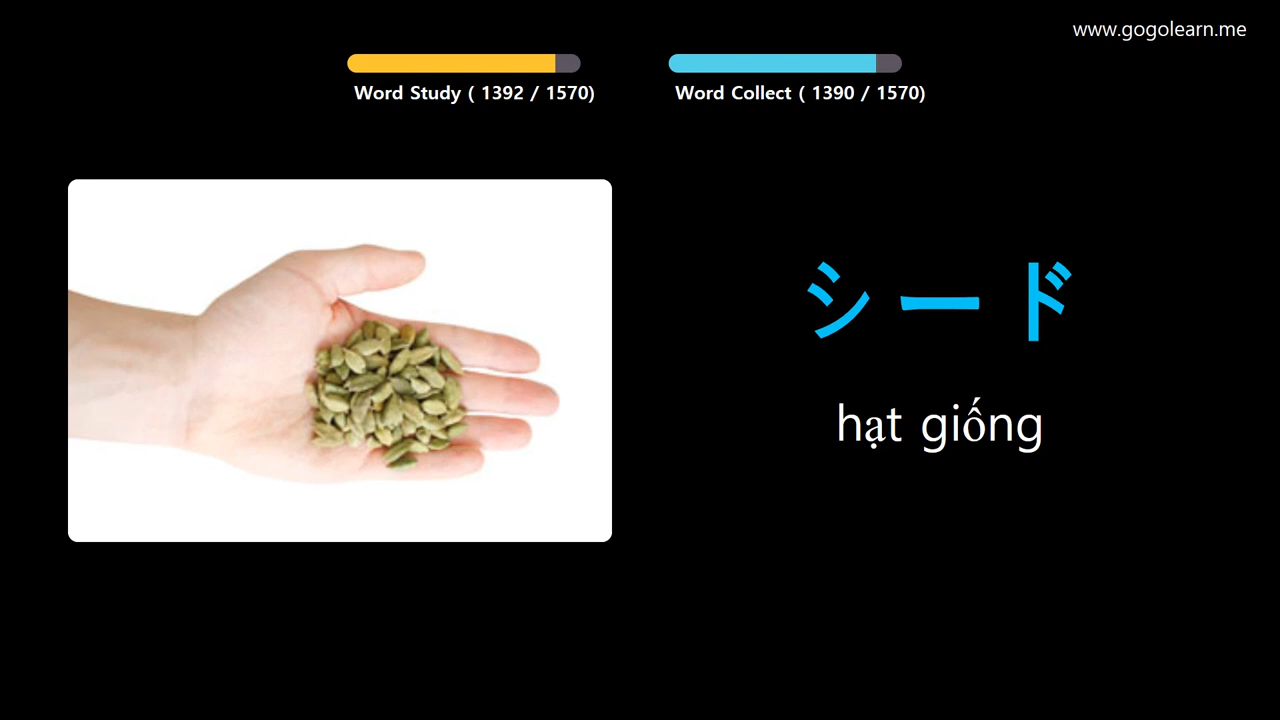 www.gogolearn.me
Word Study ( 1392 / 1570)
Word Collect ( 1390 / 1570)
シード
hạt giống